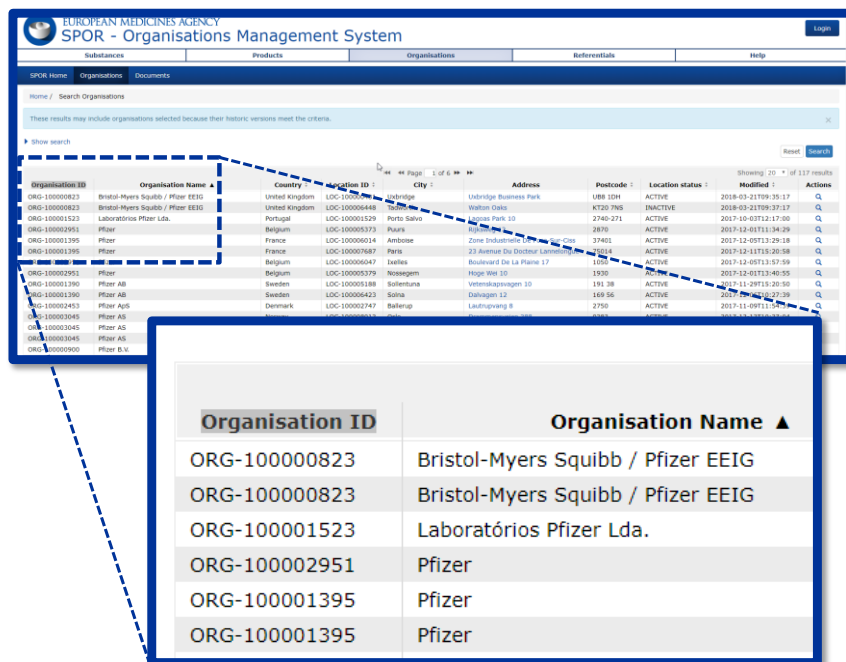 EUROPEAN MEDICINES AGENCY
SPOR - Organisations Management System
Login
Substances Products Organisations Referentials Help
SPOR Home Organisations Documents
Home / Search Organisations
These results may include organisations selected because their historic versions meet the criteria. ×
Show search
Reset Search
Page 1 of 6 Showing 20 of 117 results
Organisation ID Organisation Name ▲ Country Location ID City Address Postcode Location status Modified Actions
ORG-100000823 Bristol-Myers Squibb / Pfizer EEIG United Kingdom Uxbridge Uxbridge Business Park UB8 1DH ACTIVE 2018-03-21T09:35:17
ORG-100000823 Bristol-Myers Squibb / Pfizer EEIG United Kingdom LOC-100006448 Walton Oaks KT20 7NS INACTIVE 2018-03-21T09:37:17
ORG-100001523 Laboratórios Pfizer Lda. Portugal LOC-100001529 Porto Salvo Lagoas Park 10 2740-271 ACTIVE 2017-10-03T12:17:00
ORG-100002951 Pfizer Belgium LOC-100005373 Puurs 2870 ACTIVE 2017-12-01T11:34:29
ORG-100001395 Pfizer France LOC-100006014 Amboise Zone Industrielle 37401 ACTIVE 2017-12-05T13:29:18
ORG-100001395 Pfizer France LOC-100007687 Paris 23 Avenue Du Docteur Lannelongue 75014 ACTIVE 2017-12-11T15:20:58
Belgium LOC-100006047 Ixelles Boulevard De La Plaine 17 1050 2017-12-05T13:57:59
ORG-100002951 Pfizer Belgium LOC-100005379 Nossegem Hoge Wei 10 1930 ACTIVE 2017-12-01T13:40:55
ORG-100001390 Pfizer AB Sweden LOC-100005188 Sollentuna Vetenskapsvagen 10 191 38 ACTIVE 2017-11-29T15:20:50
ORG-100001390 Pfizer AB Sweden LOC-100006423 Solna Dalvagen 12 169 56 ACTIVE
ORG-100002453 Pfizer ApS Denmark LOC-100002747 Ballerup Lautrupvang 8 2750 ACTIVE
ORG-100003045 Pfizer AS
ORG-100003045 Pfizer AS
ORG-100003045 Pfizer AS
ORG-100000900 Pfizer B.V.
Organisation ID Organisation Name ▲
ORG-100000823 Bristol-Myers Squibb / Pfizer EEIG
ORG-100000823 Bristol-Myers Squibb / Pfizer EEIG
ORG-100001523 Laboratórios Pfizer Lda.
ORG-100002951 Pfizer
ORG-100001395 Pfizer
ORG-100001395 Pfizer